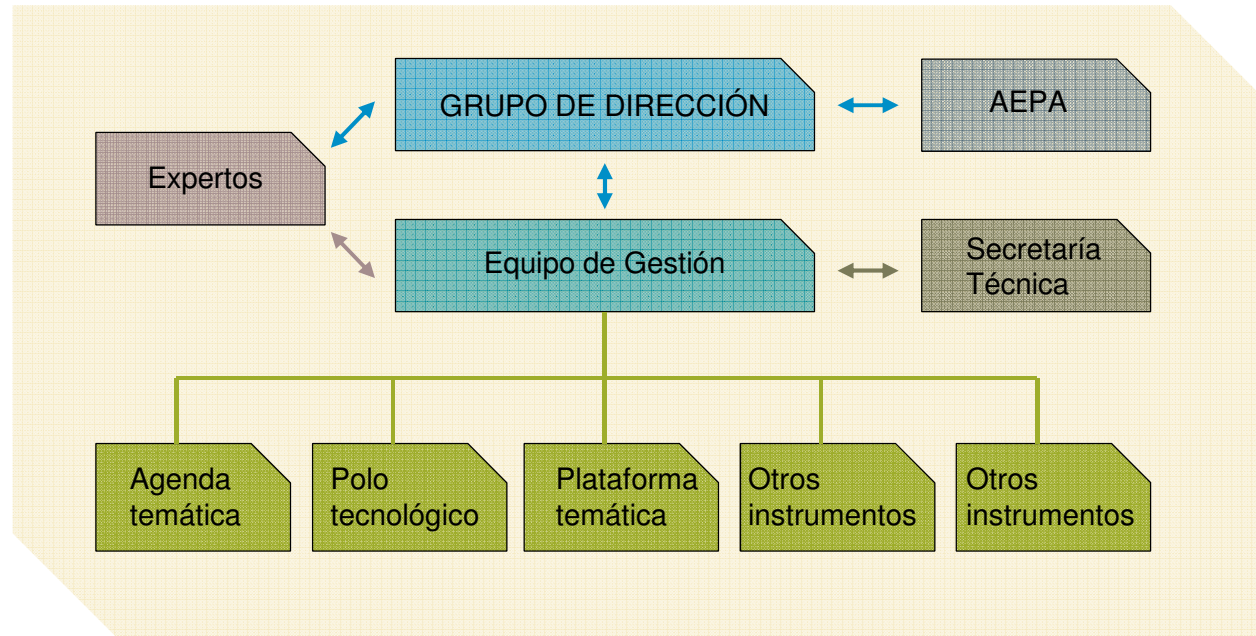 GRUPO DE DIRECCIÓN
AEPA
Expertos
Equipo de Gestión
Secretaría
Técnica
Agenda
temática
Polo
tecnológico
Plataforma
temática
Otros
instrumentos
Otros
instrumentos